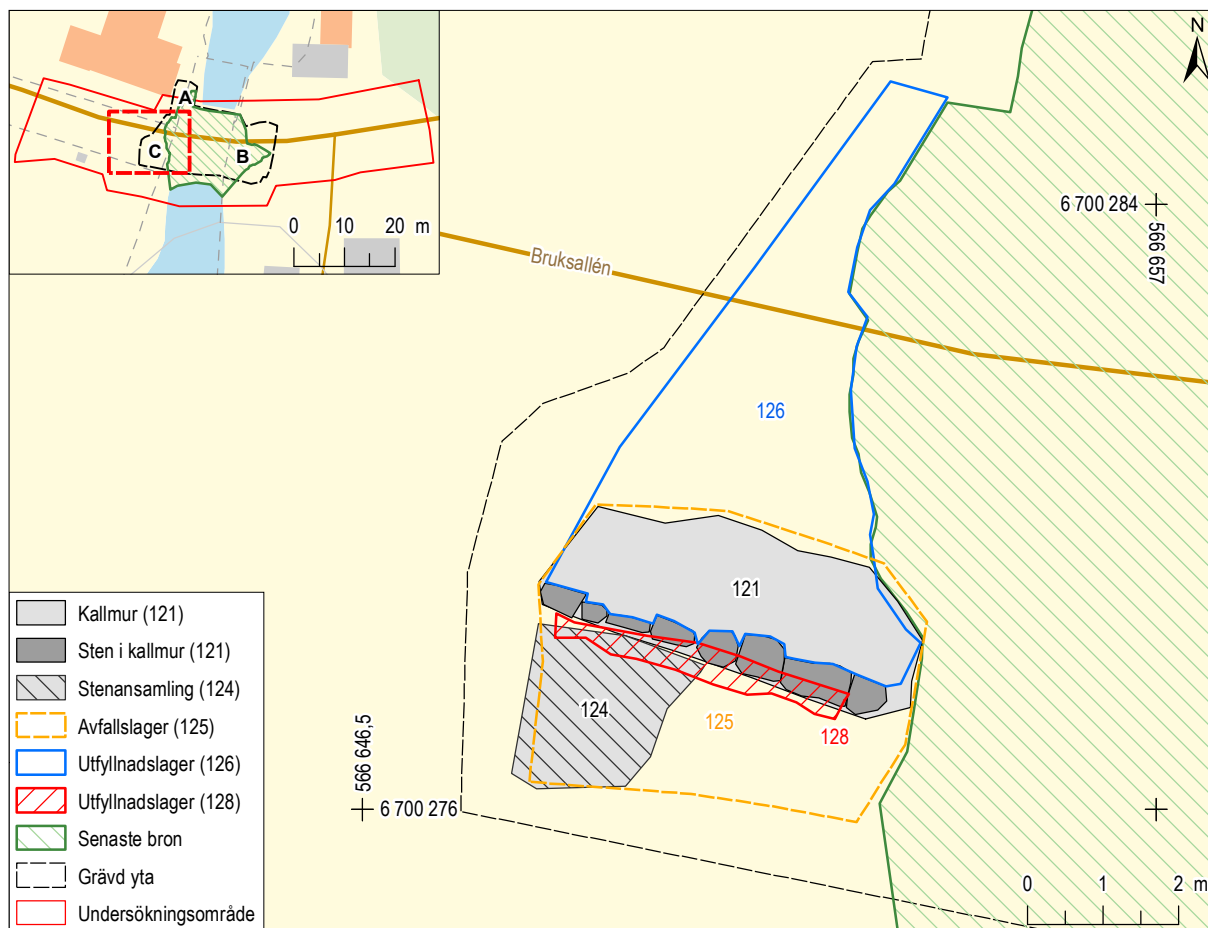 A
C
B
0 10 20 m
N
6 700 284
566 657
Bruksallén
126
121
124
125
128
566 646,5
6 700 276
Kallmur (121)
Sten i kallmur (121)
Stenansamling (124)
Avfallslager (125)
Utfyllnadslager (126)
Utfyllnadslager (128)
Senaste bron
Grävd yta
Undersökningsområde
0 1 2 m